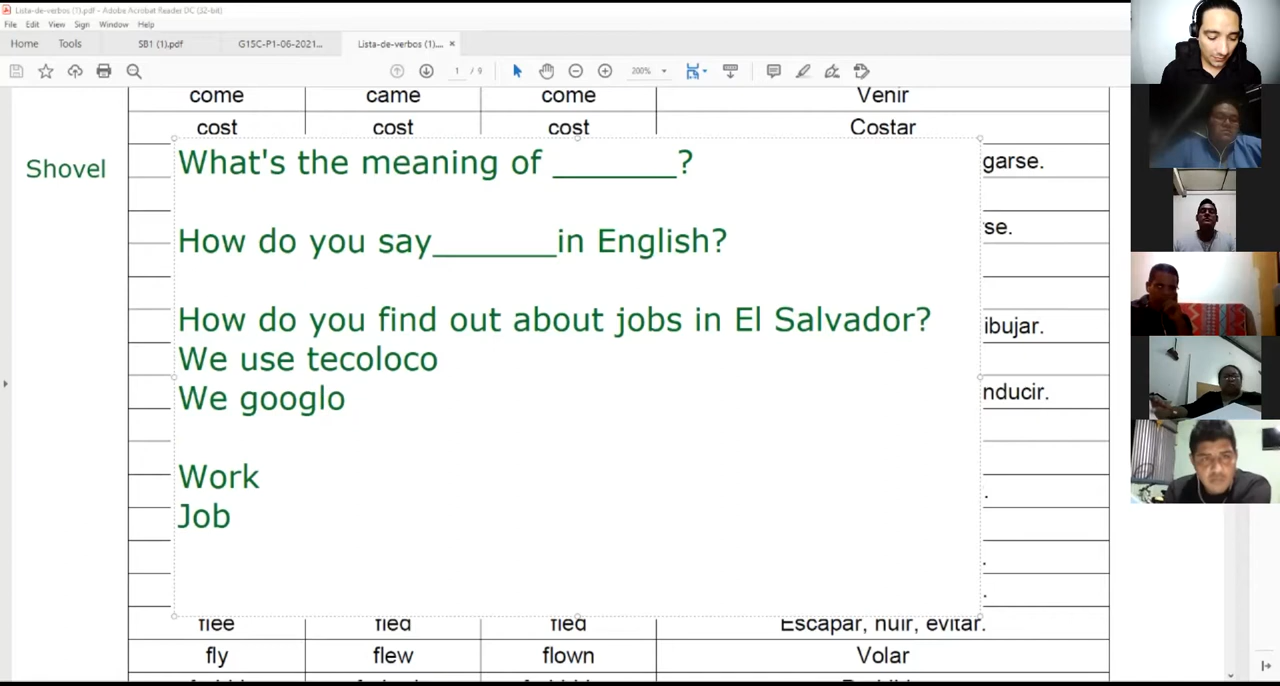 Lista-de-verbos (1).pdf - Adobe Acrobat Reader DC (32-bit)
File Edit View Sign Window Help
Home Tools SB1 (1).pdf G15C-P1-06-2021... Lista-de-verbos (1).... ×
1 / 9 200%
come came come Venir
cost cost cost Costar
Shovel
What's the meaning of _______?
garse.
How do you say_______in English?
se.
How do you find out about jobs in El Salvador?
ibujar.
We use tecoloco
We googlo
nducir.
Work
Job
flee fled fled Escapar, huir, evitar.
fly flew flown Volar